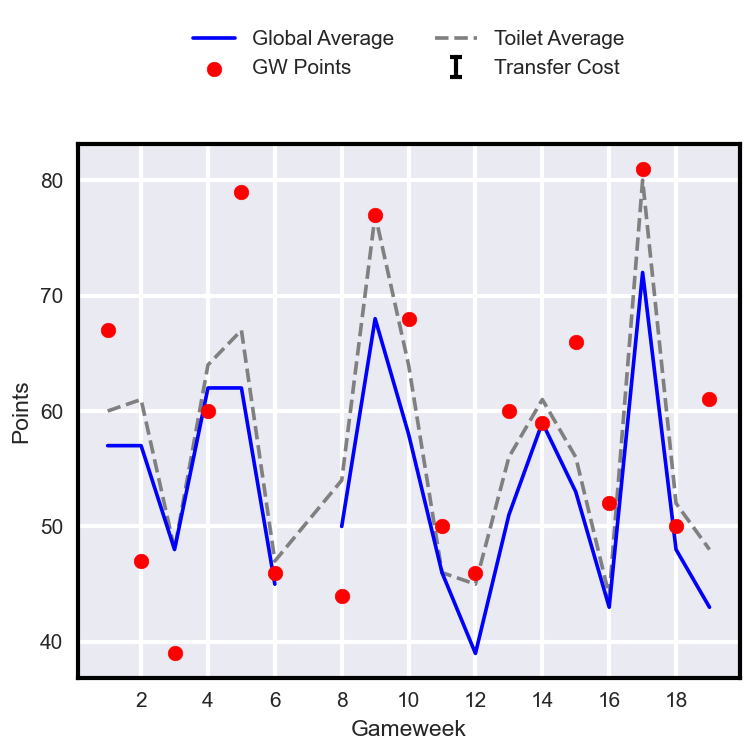 Global Average
Toilet Average
GW Points
Transfer Cost
Points
80
70
60
50
40
2 4 6 8 10 12 14 16 18
Gameweek